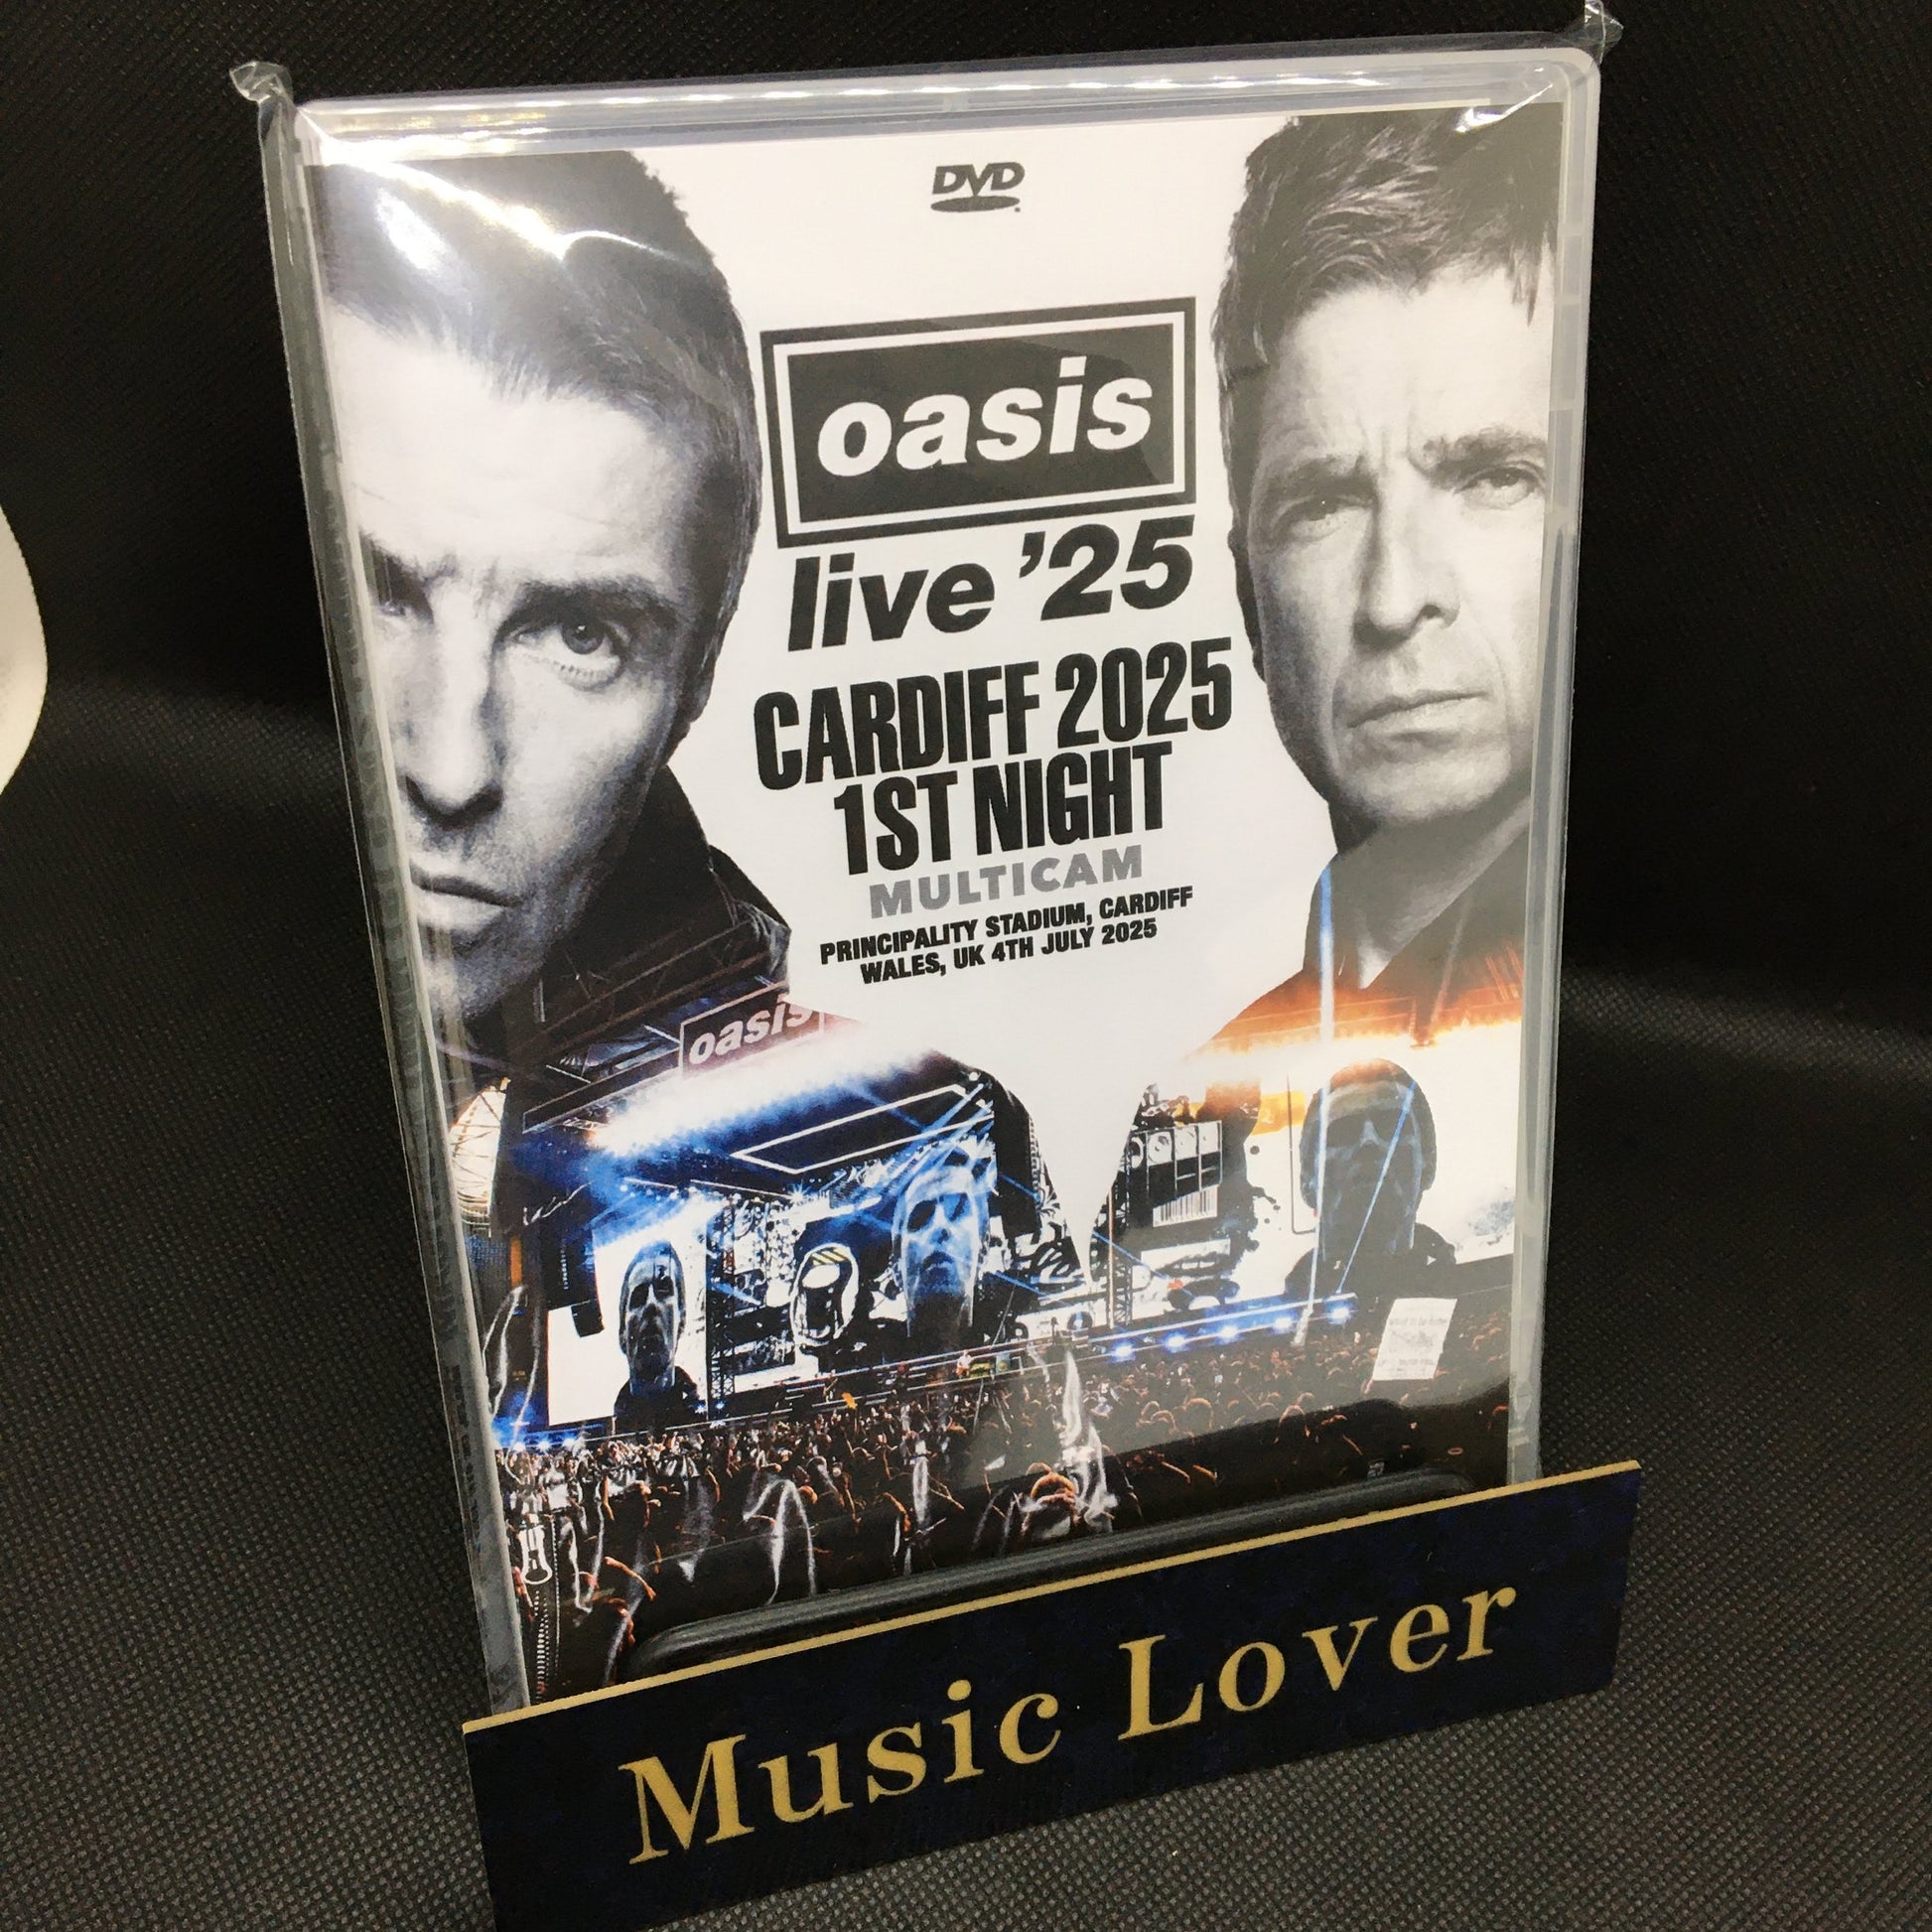 DVD
oasis
live '25
CARDIFF 2025
1ST NIGHT
MULTICAM
PRINCIPALITY STADIUM, CARDIFF
WALES, UK 4TH JULY 2025
oasis
Music Lover